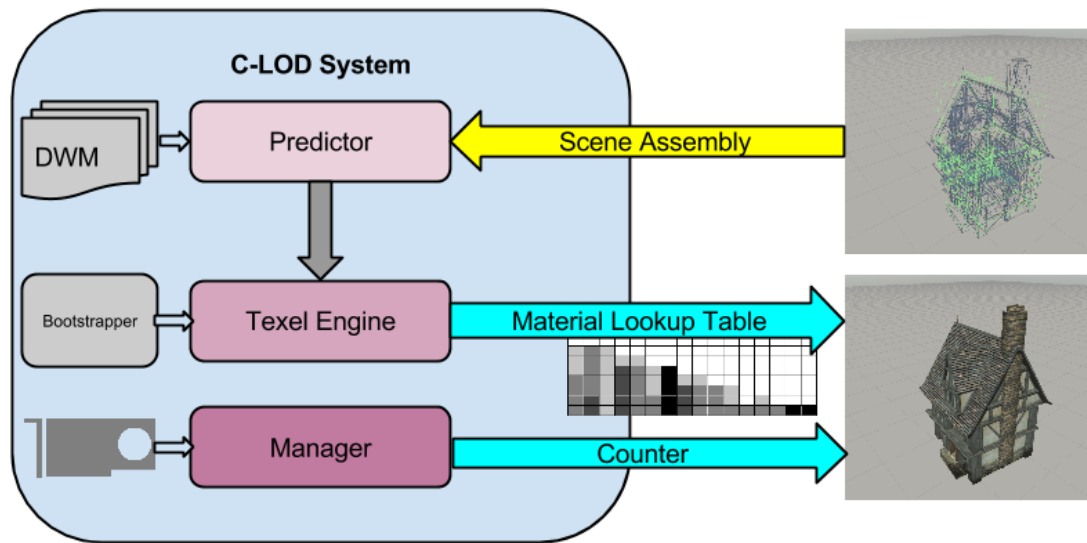 C-LOD System
DWM
Predictor
Scene Assembly
Bootstrapper
Texel Engine
Material Lookup Table
Manager
Counter